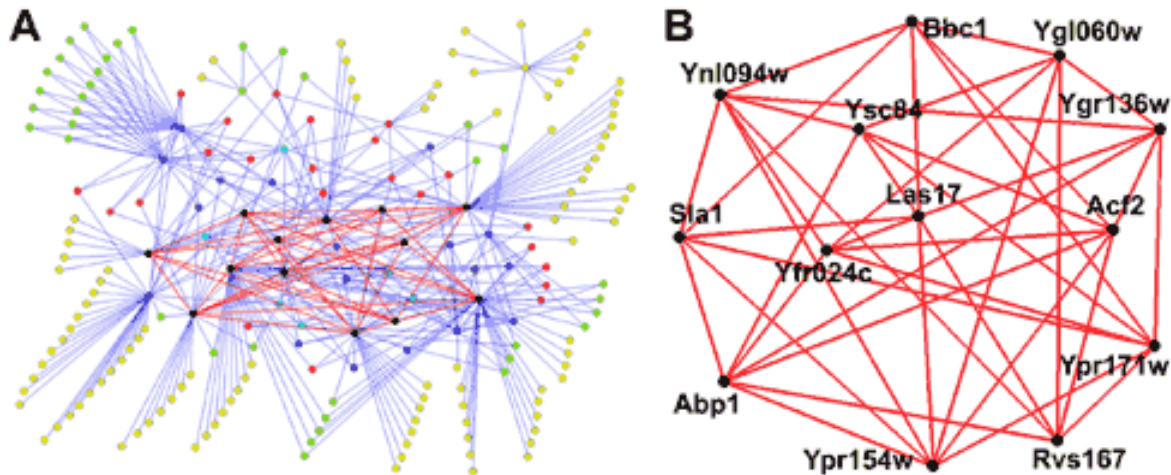 A
B
Bbc1
Ygl060w
Ynl094w
Ysc84
Ygr136w
Las17
Sla1
Acf2
Yfr024c
Ypr171w
Abp1
Ypr154w
Rvs167